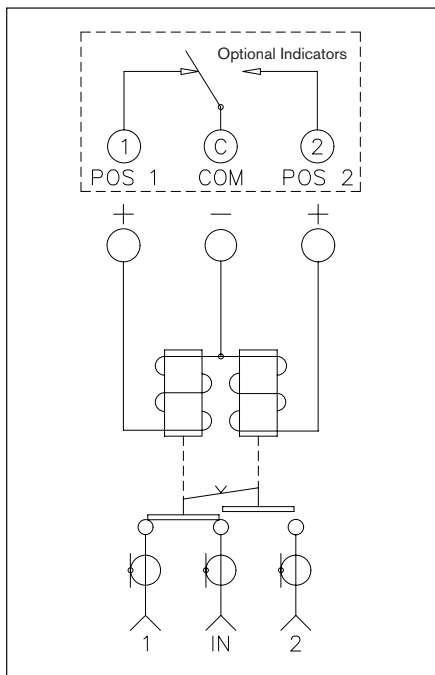 Optional Indicators
1 C 2
POS 1 COM POS 2
+ − +
1 IN 2